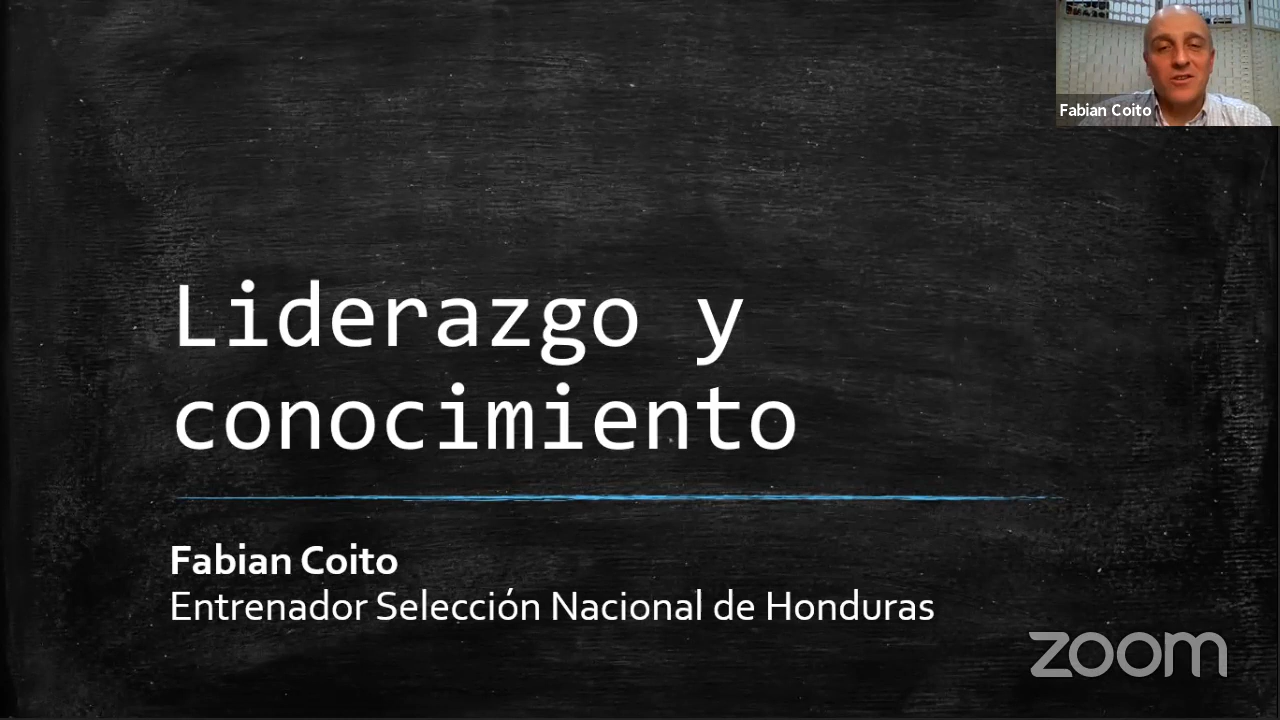 Fabian Coito
Liderazgo y
conocimiento
Fabian Coito
Entrenador Selección Nacional de Honduras
zoom